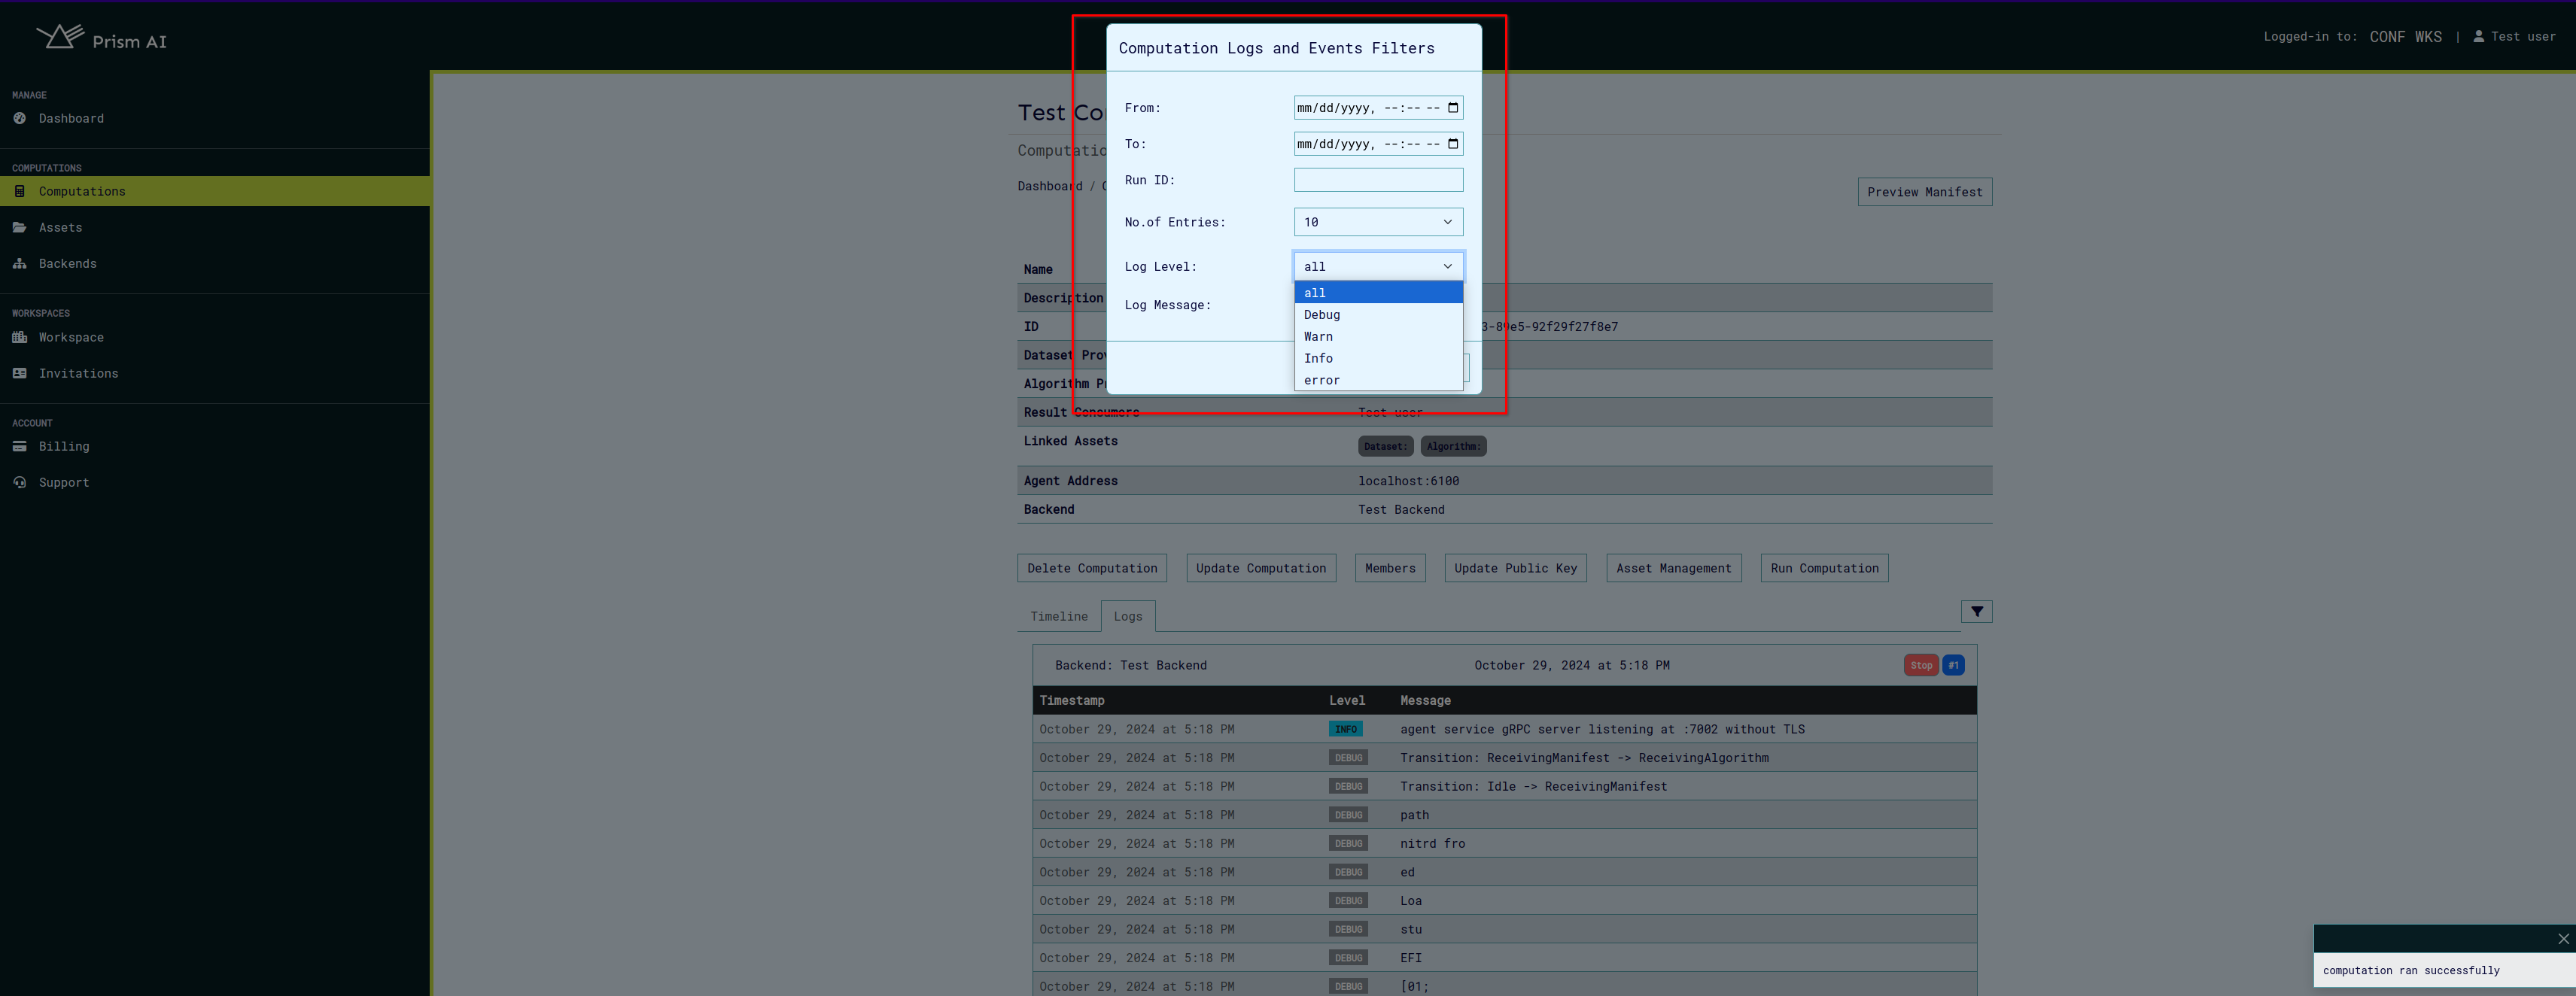 Prism AI
Logged-in to: CONF WKS | Test user
MANAGE
Dashboard
COMPUTATIONS
Computations
Assets
Backends
WORKSPACES
Workspace
Invitations
ACCOUNT
Billing
Support
Computation Logs and Events Filters
From: mm/dd/yyyy, --:-- --
To: mm/dd/yyyy, --:-- --
Run ID:
No.of Entries: 10
Log Level: all
all
Debug
Warn
Info
error
Log Message:
Test Co
Computatio
Dashboard / C
Preview Manifest
Name
Description
ID 3-89e5-92f29f27f8e7
Dataset Prov
Algorithm Pr
Result Consumers Test user
Linked Assets Dataset: Algorithm:
Agent Address localhost:6100
Backend Test Backend
Delete Computation Update Computation Members Update Public Key Asset Management Run Computation
Timeline Logs
Backend: Test Backend October 29, 2024 at 5:18 PM Stop #1
Timestamp Level Message
October 29, 2024 at 5:18 PM INFO agent service gRPC server listening at :7002 without TLS
October 29, 2024 at 5:18 PM DEBUG Transition: ReceivingManifest -> ReceivingAlgorithm
October 29, 2024 at 5:18 PM DEBUG Transition: Idle -> ReceivingManifest
October 29, 2024 at 5:18 PM DEBUG path
October 29, 2024 at 5:18 PM DEBUG nitrd fro
October 29, 2024 at 5:18 PM DEBUG ed
October 29, 2024 at 5:18 PM DEBUG Loa
October 29, 2024 at 5:18 PM DEBUG stu
October 29, 2024 at 5:18 PM DEBUG EFI
October 29, 2024 at 5:18 PM DEBUG [01;
computation ran successfully